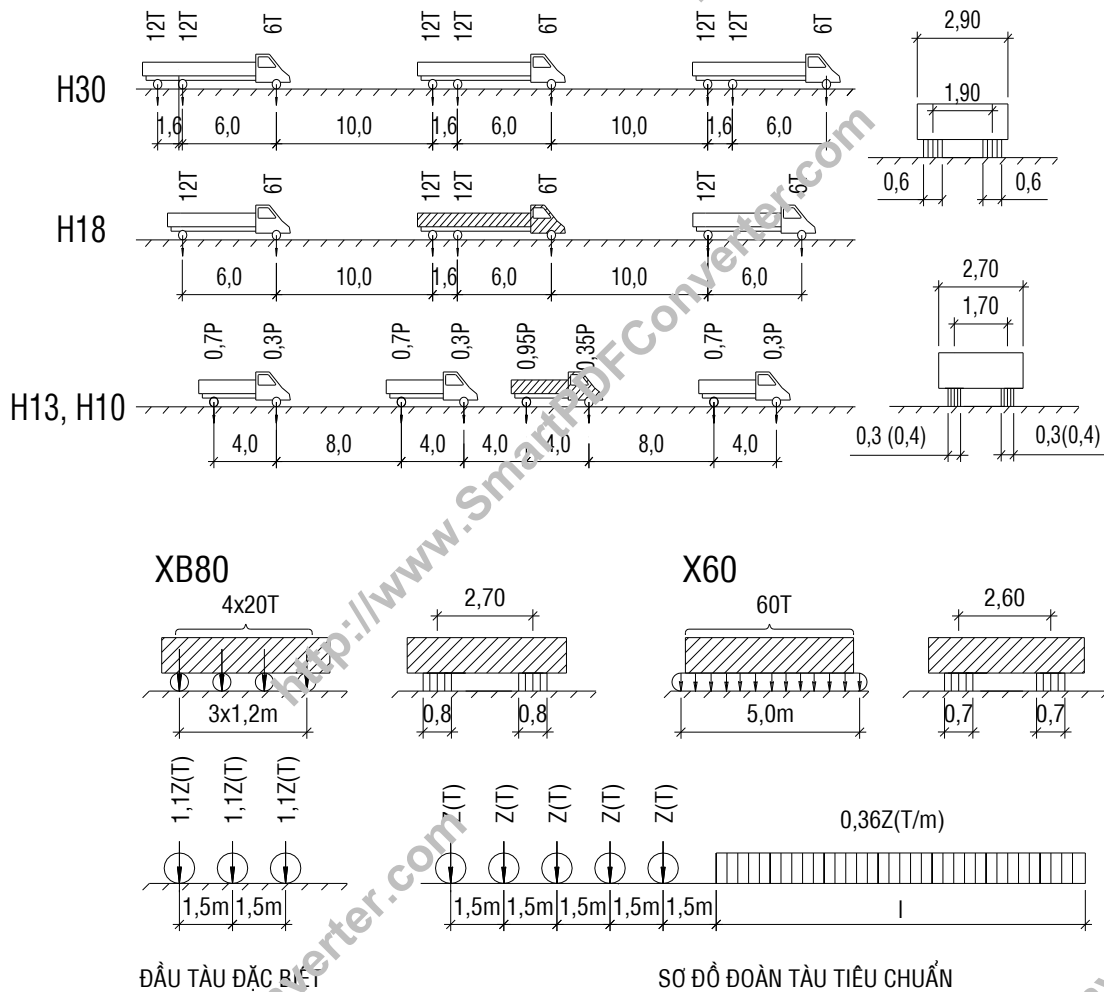 12T 12T 6T 12T 12T 6T 12T 12T 6T 2,90
H30 1,90
1,6 6,0 10,0 1,6 6,0 10,0 1,6 6,0
0,6 0,6
12T 6T 12T 12T 6T 12T 6T
H18
6,0 10,0 1,6 6,0 10,0 6,0
2,70
1,70
0,7P 0,3P 0,7P 0,3P 0,95P 0,35P 0,7P 0,3P
H13, H10
4,0 8,0 4,0 4,0 4,0 8,0 4,0
0,3 (0,4) 0,3(0,4)
XB80 X60
4x20T 2,70 60T 2,60
3x1,2m 0,8 0,8 5,0m 0,7 0,7
1,1Z(T) 1,1Z(T) 1,1Z(T) Z(T) Z(T) Z(T) Z(T) Z(T)
0,36Z(T/m)
1,5m 1,5m 1,5m 1,5m 1,5m 1,5m 1,5m l
ĐẦU TÀU ĐẶC BIỆT SƠ ĐỒ ĐOÀN TÀU TIÊU CHUẨN
http://www.SmartPDFConverter.com